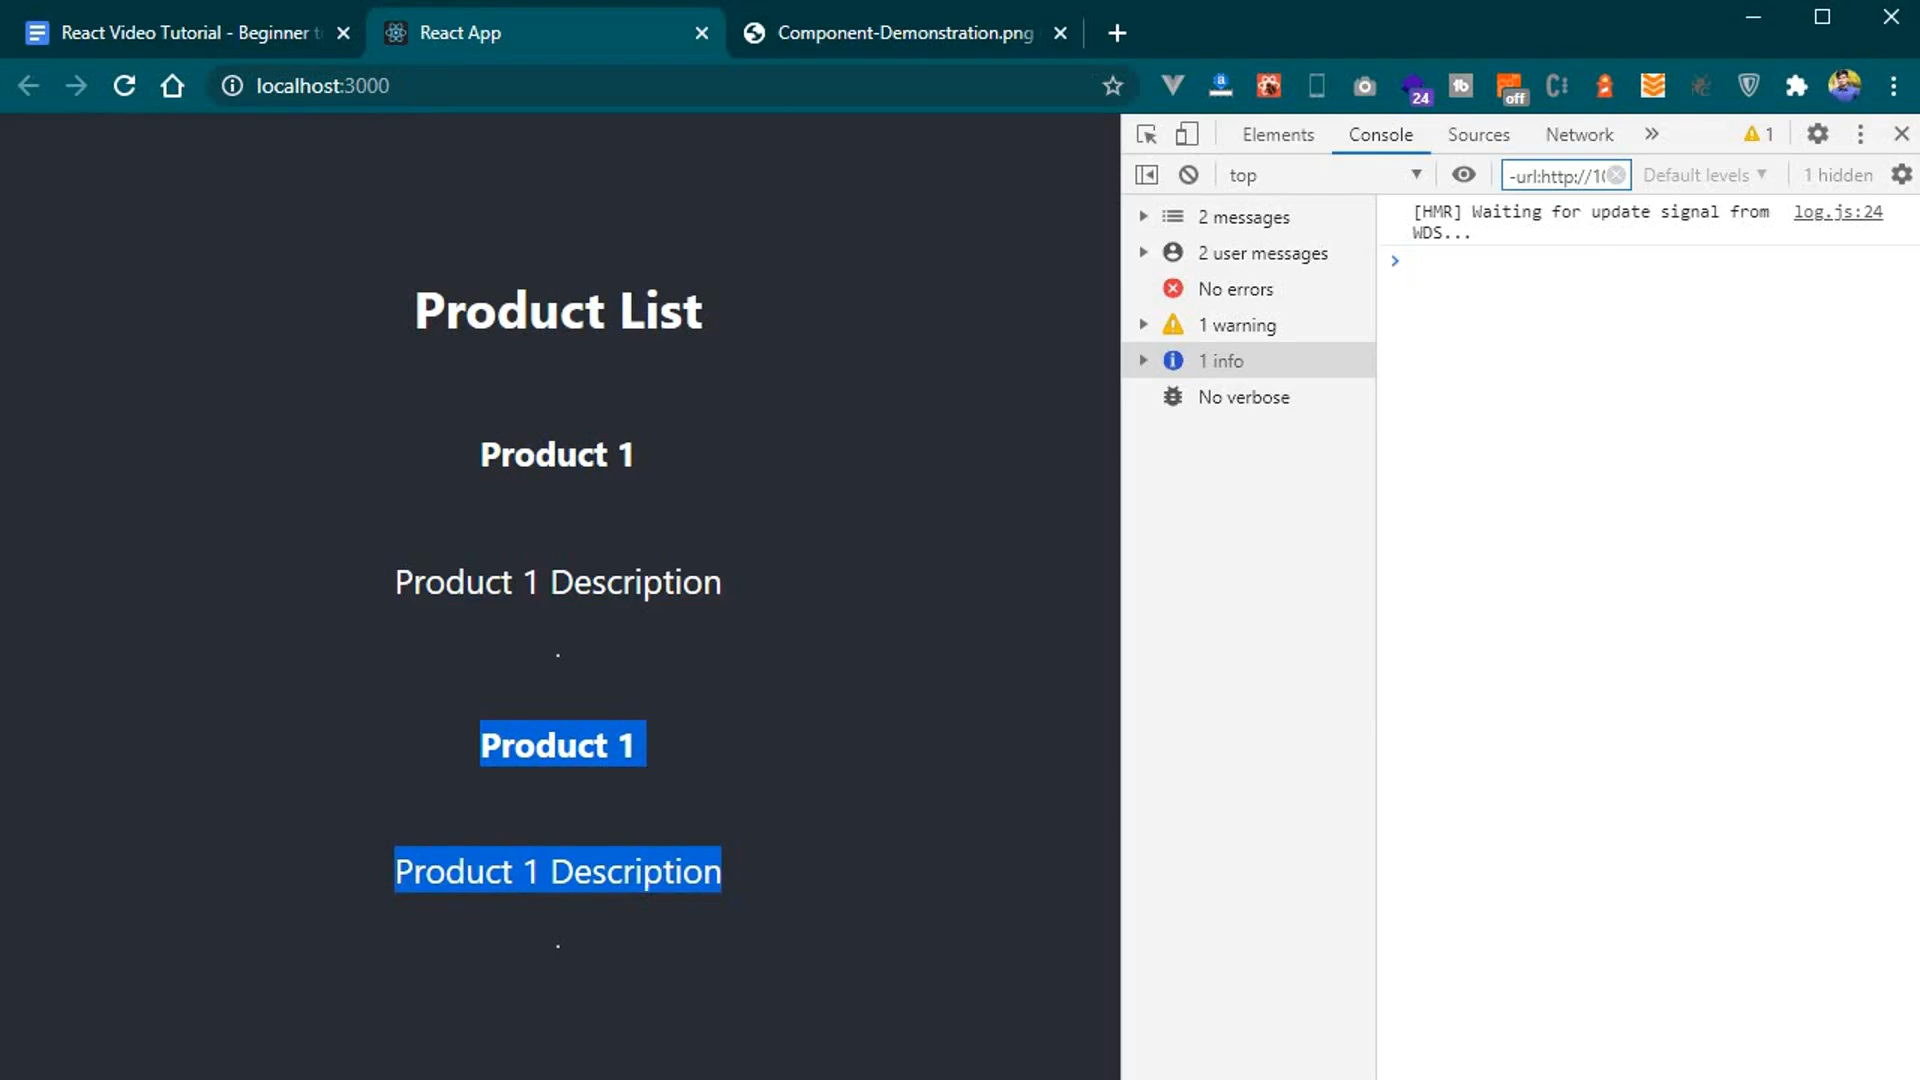 React Video Tutorial - Beginner t
React App
Component-Demonstration.png
localhost:3000
24
off
Elements
Console
Sources
Network
1
top
-url:http://1
Default levels
1 hidden
2 messages
2 user messages
No errors
1 warning
1 info
No verbose
[HMR] Waiting for update signal from
WDS...
log.js:24
Product List
Product 1
Product 1 Description
.
Product 1
Product 1 Description
.